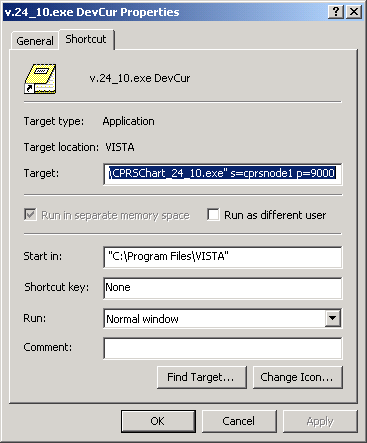 v.24_10.exe DevCur Properties
General Shortcut
v.24_10.exe DevCur
Target type: Application
Target location: VISTA
Target: \CPRSChart_24_10.exe" s=cprsnode1 p=9000
Run in separate memory space Run as different user
Start in: "C:\Program Files\VISTA"
Shortcut key: None
Run: Normal window
Comment:
Find Target... Change Icon...
OK Cancel Apply